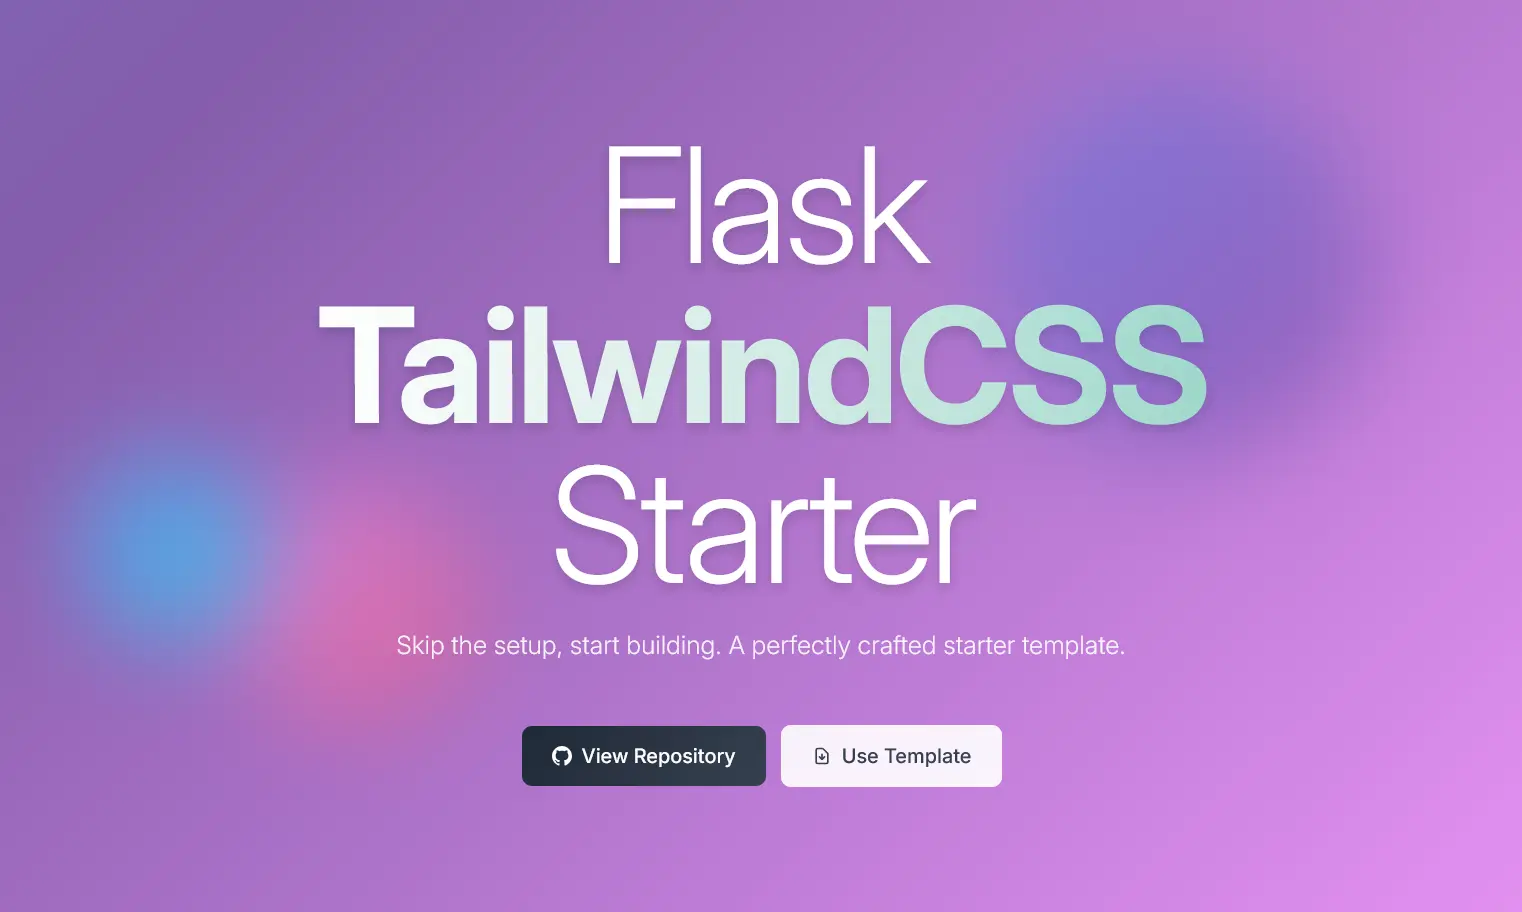 Flask
TailwindCSS
Starter
Skip the setup, start building. A perfectly crafted starter template.
View Repository
Use Template